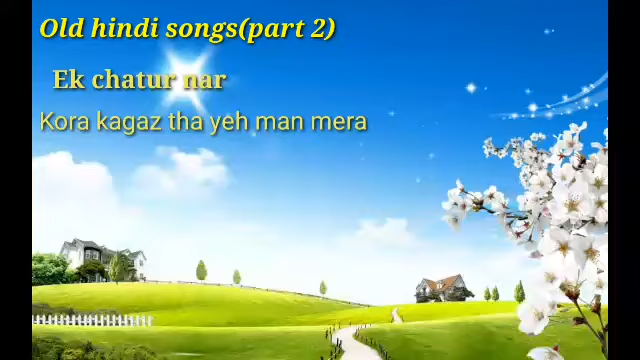 Old hindi songs(part 2)
Ek chatur nar
Kora kagaz tha yeh man mera